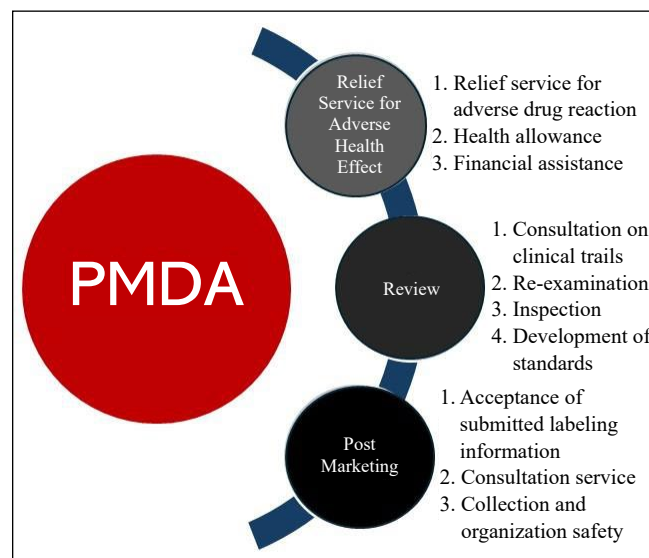 PMDA
Relief
Service for
Adverse
Health
Effect
1. Relief service for
adverse drug reaction
2. Health allowance
3. Financial assistance
Review
1. Consultation on
clinical trails
2. Re-examination
3. Inspection
4. Development of
standards
Post
Marketing
1. Acceptance of
submitted labeling
information
2. Consultation service
3. Collection and
organization safety